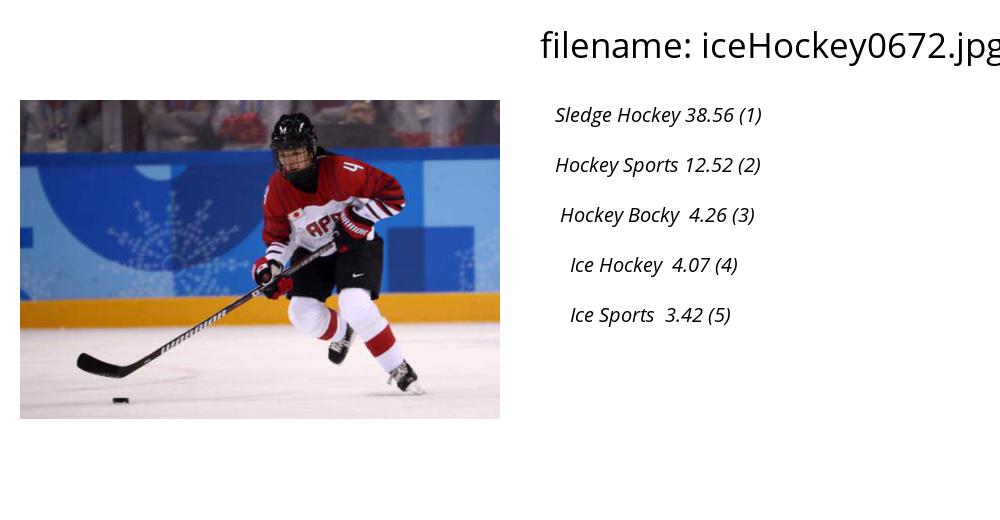 filename: iceHockey0672.jpg
Sledge Hockey 38.56 (1)
Hockey Sports 12.52 (2)
Hockey Bocky 4.26 (3)
Ice Hockey 4.07 (4)
Ice Sports 3.42 (5)
4